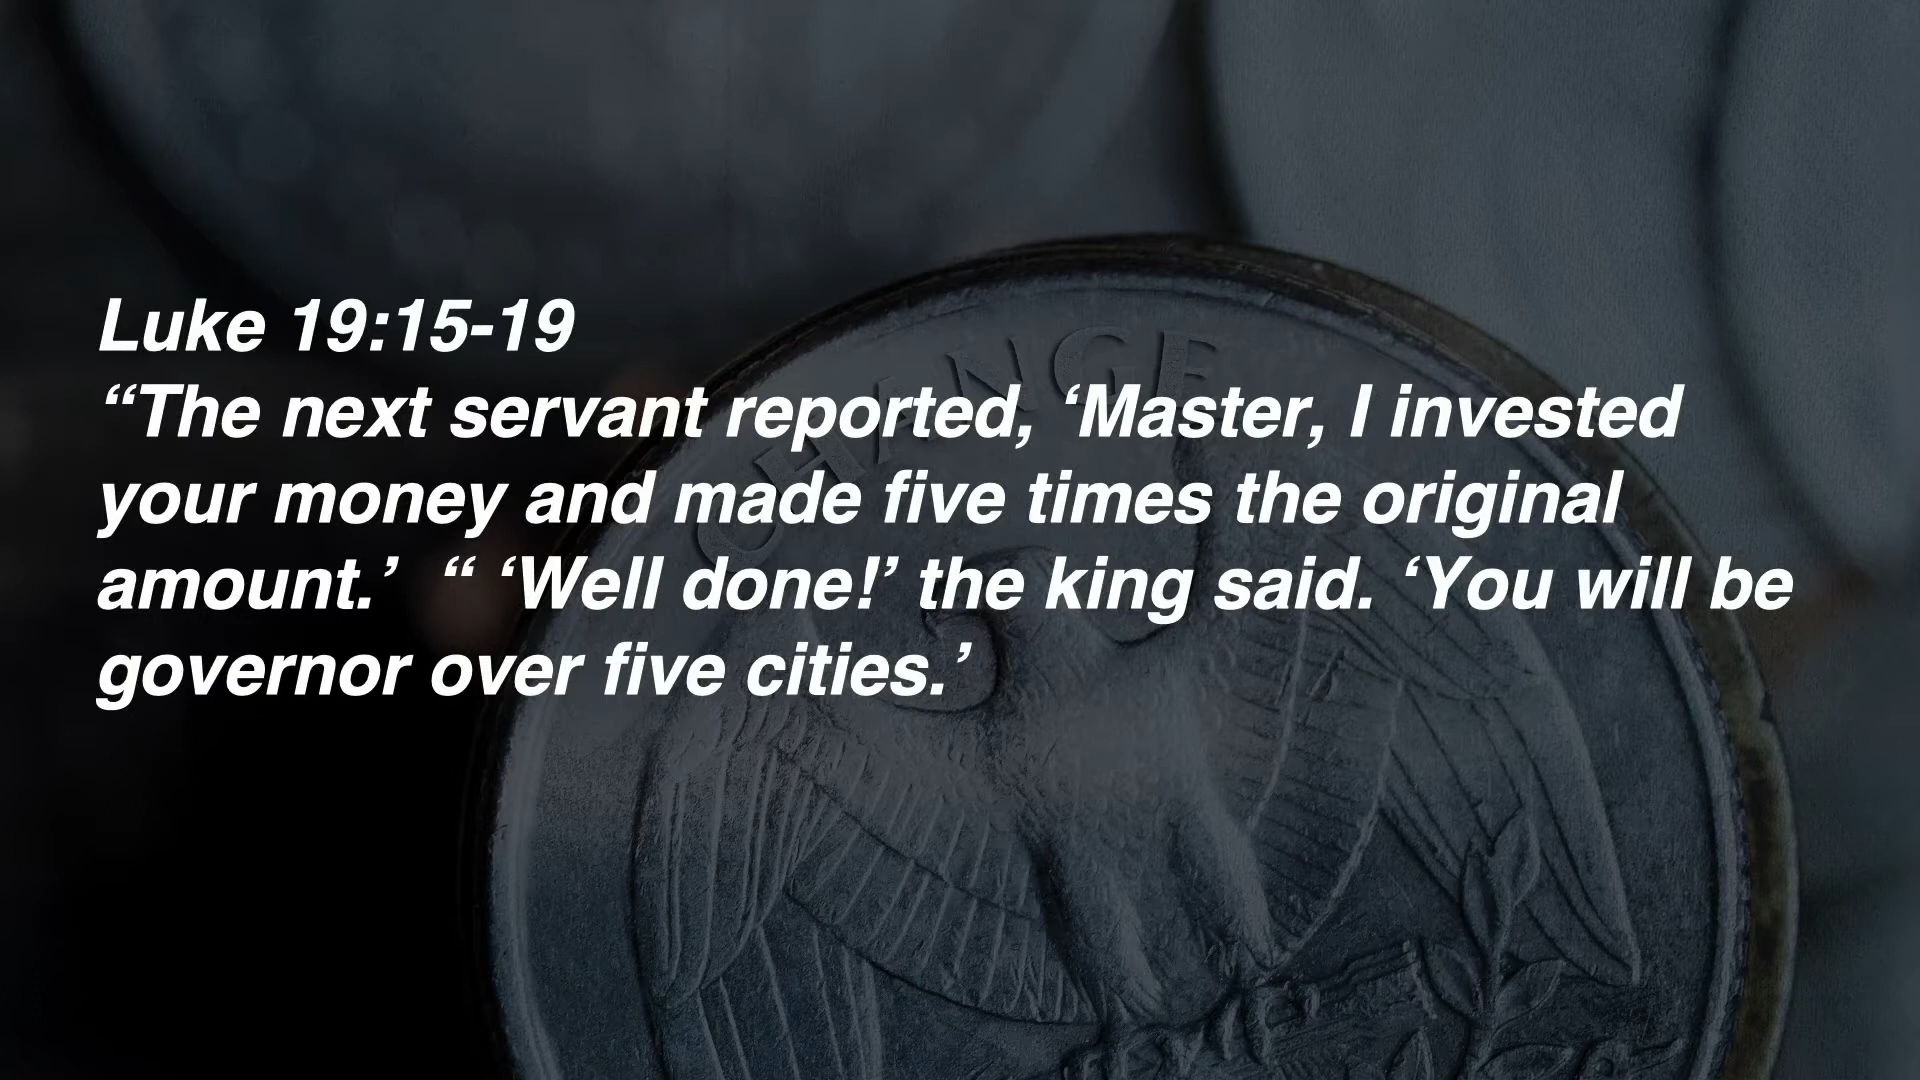 CHANGE
Luke 19:15-19
“The next servant reported, ‘Master, I invested
your money and made five times the original
amount.’  “ ‘Well done!’ the king said. ‘You will be
governor over five cities.’